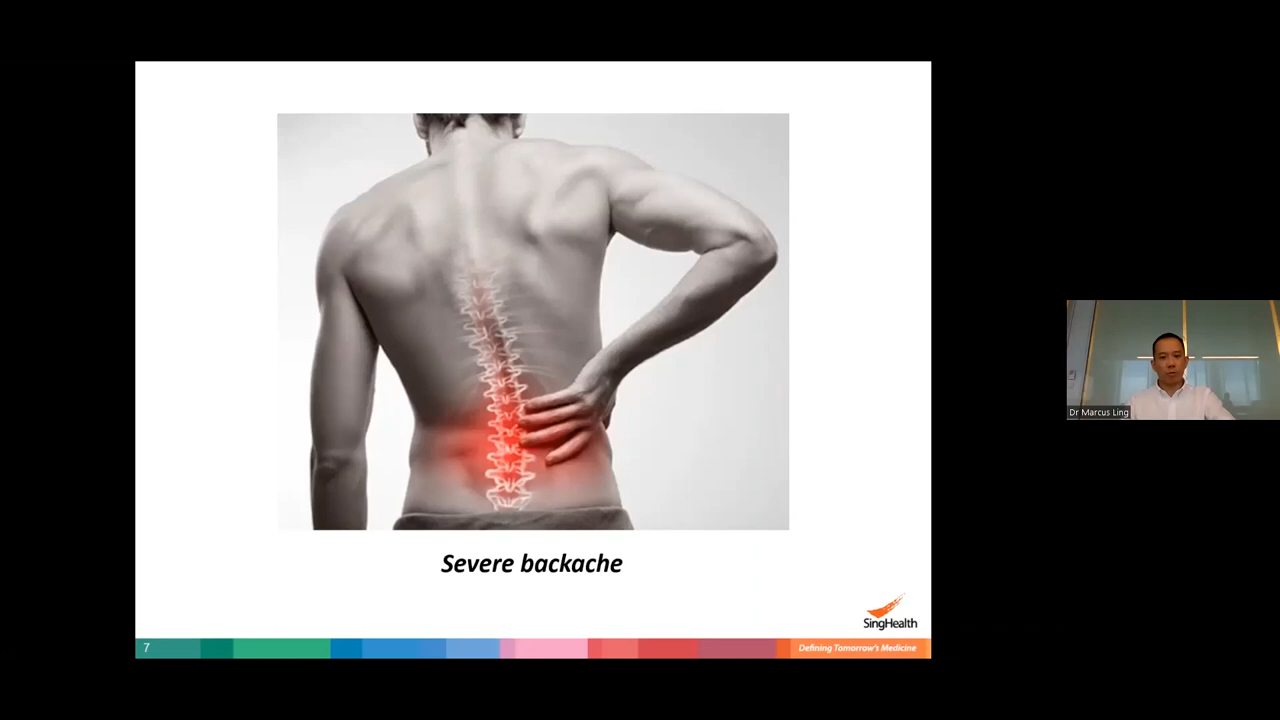 Severe backache
SingHealth
7
Defining Tomorrow's Medicine
Dr Marcus Ling